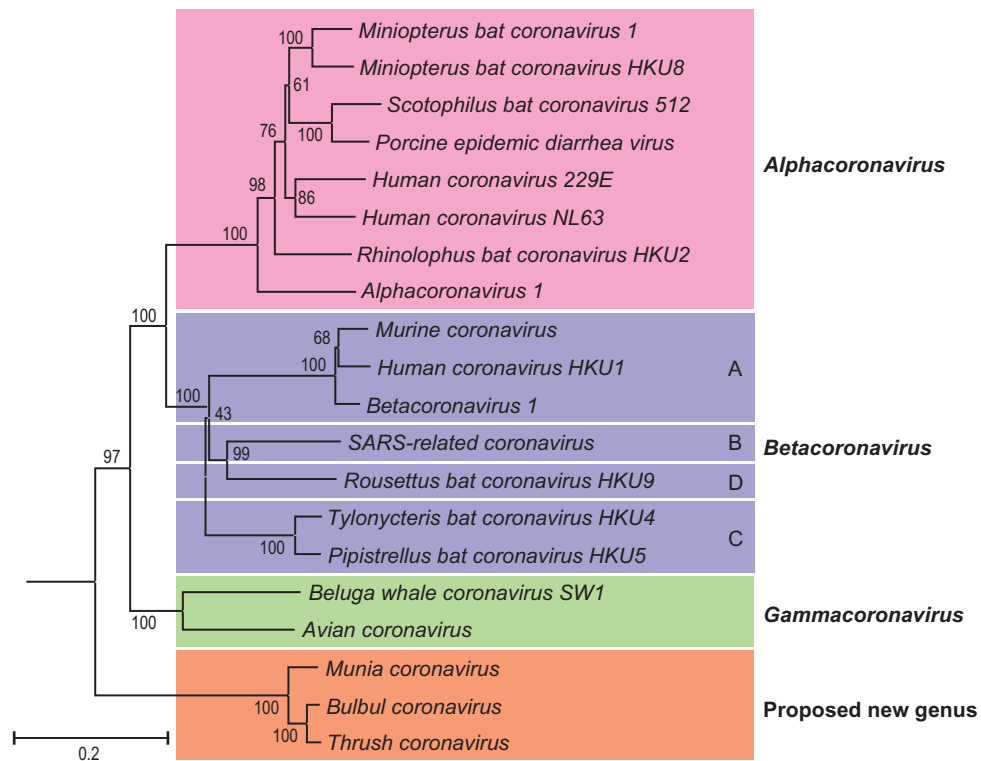 100
Miniopterus bat coronavirus 1
Miniopterus bat coronavirus HKU8
61
Scotophilus bat coronavirus 512
100
76
Porcine epidemic diarrhea virus
Alphacoronavirus
98
Human coronavirus 229E
86
Human coronavirus NL63
100
Rhinolophus bat coronavirus HKU2
Alphacoronavirus 1
100
Murine coronavirus
68
100
Human coronavirus HKU1
A
100
Betacoronavirus 1
43
SARS-related coronavirus
B
Betacoronavirus
97
99
Rousettus bat coronavirus HKU9
D
Tylonycteris bat coronavirus HKU4
C
100
Pipistrellus bat coronavirus HKU5
Beluga whale coronavirus SW1
Gammacoronavirus
100
Avian coronavirus
Munia coronavirus
100
Bulbul coronavirus
Proposed new genus
100
Thrush coronavirus
0.2